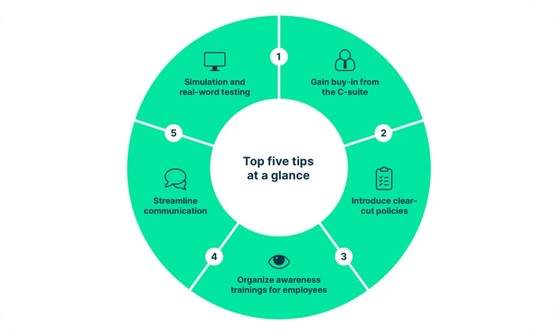 Top five tips
at a glance
1
Gain buy-in from
the C-suite
2
Introduce clear-
cut policies
3
Organize awareness
trainings for employees
4
Streamline
communication
5
Simulation and
real-word testing